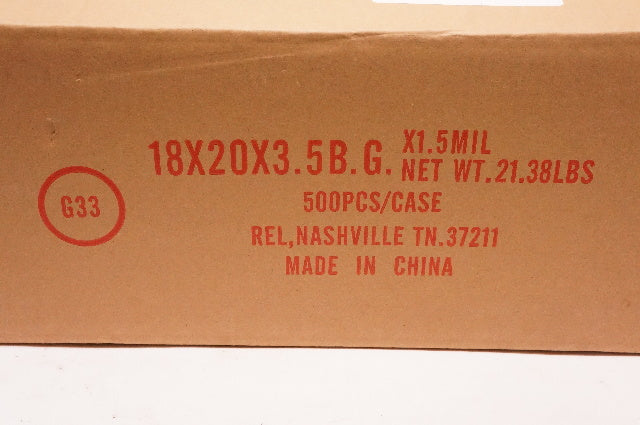 18X20X3.5B.G. X1.5MIL
NET WT.21.38LBS
G33
500PCS/CASE
REL,NASHVILLE TN.37211
MADE IN CHINA